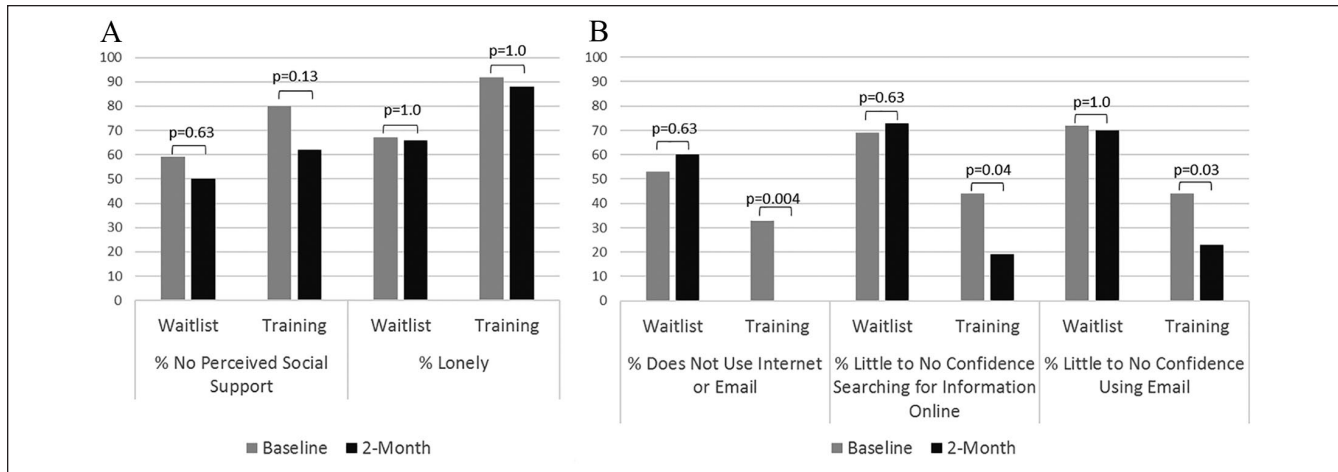 A
100
90
80
70
60
50
40
30
20
10
0
p=0.63
p=0.13
p=1.0
p=1.0
Waitlist
Training
Waitlist
Training
% No Perceived Social
Support
% Lonely
Baseline
2-Month
B
100
90
80
70
60
50
40
30
20
10
0
p=0.63
p=0.004
p=0.63
p=0.04
p=1.0
p=0.03
Waitlist
Training
Waitlist
Training
Waitlist
Training
% Does Not Use Internet
or Email
% Little to No Confidence
Searching for Information
Online
% Little to No Confidence
Using Email
Baseline
2-Month